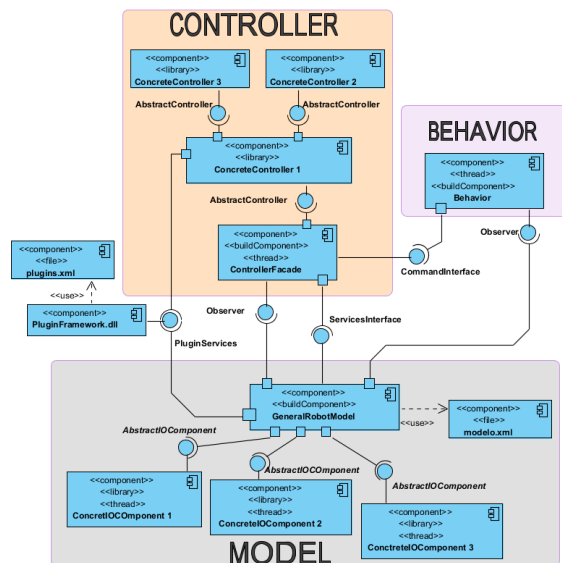 CONTROLLER
<<component>>
<<library>>
ConcreteController 3
<<component>>
<<library>>
ConcreteController 2
AbstractController
AbstractController
<<component>>
<<library>>
ConcreteController 1
BEHAVIOR
<<component>>
<<thread>>
<<buildComponent>>
Behavior
AbstractController
Observer
<<component>>
<<buildComponent>>
<<thread>>
ControllerFacade
CommandInterface
<<component>>
<<file>>
plugins.xml
<<use>>
<<component>>
PluginFramework.dll
PluginServices
Observer
ServicesInterface
<<component>>
<<buildComponent>>
GeneralRobotModel
<<use>>
<<component>>
<<file>>
modelo.xml
AbstractIOComponent
AbstractIOComponent
AbstractIOComponent
<<component>>
<<library>>
<<thread>>
ConcretIOCOmponent 1
<<component>>
<<library>>
<<thread>>
ConcreteIOComponent 2
<<component>>
<<library>>
<<thread>>
ConctreteIOComponent 3
MODEL